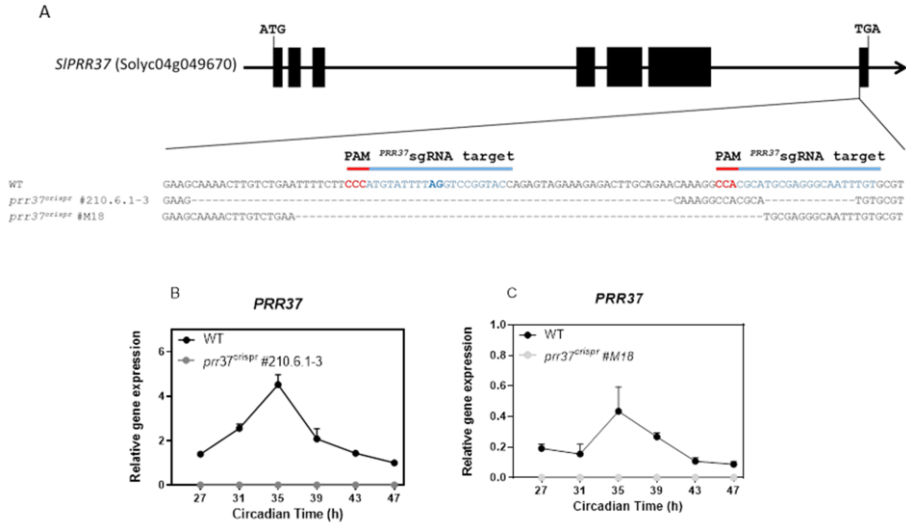 A
ATG
TGA
SlPRR37 (Solyc04g049670)
PAM PRR37sgRNA target
PAM PRR37sgRNA target
WT GAAGCAAAACTTGTCTGAATTTTCTTCCCATGTATTTTAGGTCCGGTACCAGAGTAGAAAGAGACTTGCAGAACAAAGGCCACGCATGCGAGGGCAATTTGTGCGT
prr37crispr #210.6.1-3 GAAG------------------------------------------------------------------------CAAAGGCCACGCA--------------TGTGCGT
prr37crispr #M18 GAAGCAAAACTTGTCTGAA--------------------------------------------------------------------TGCGAGGGCAATTTGTGCGT
B
PRR37
WT
prr37crispr #210.6.1-3
Relative gene expression
6
4
2
0
27 31 35 39 43 47
Circadian Time (h)
C
PRR37
WT
prr37crispr #M18
Relative gene expression
1.0
0.8
0.6
0.4
0.2
0.0
27 31 35 39 43 47
Circadian Time (h)